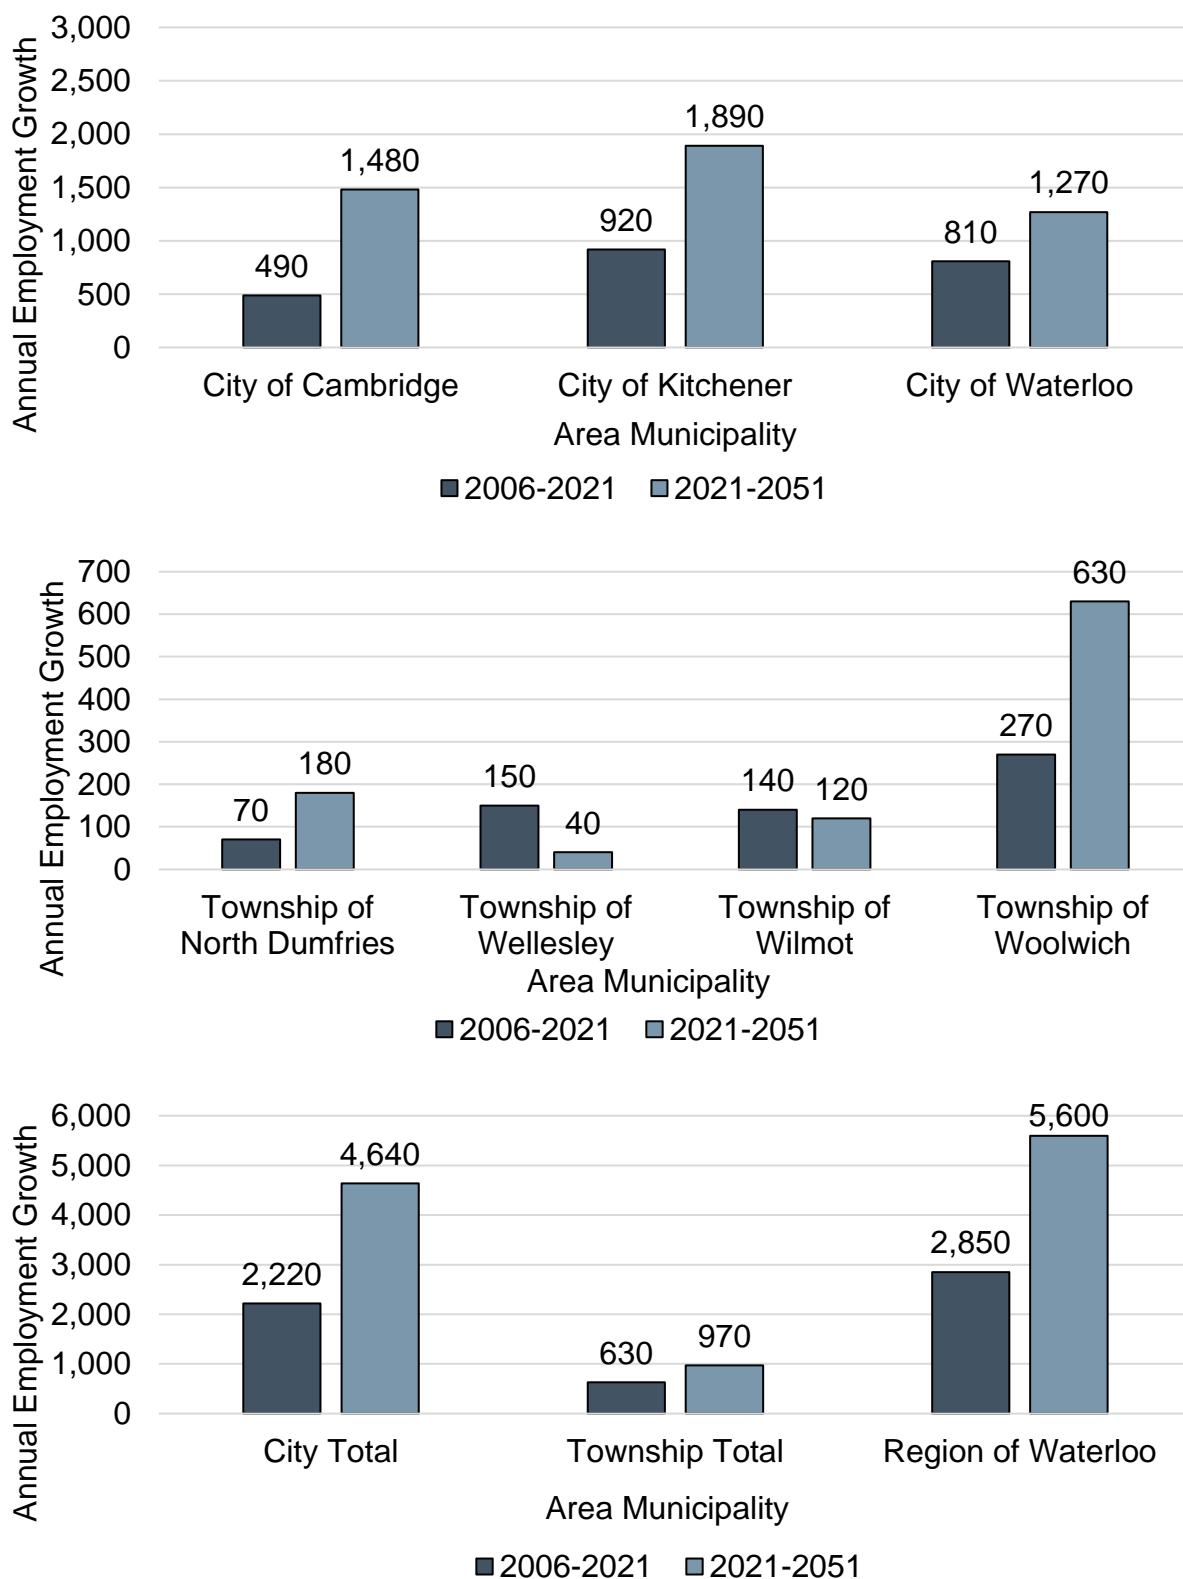 3,000
2,500
2,000
1,500
1,000
500
0
Annual Employment Growth
490
1,480
920
1,890
810
1,270
City of Cambridge
City of Kitchener
City of Waterloo
Area Municipality
2006-2021
2021-2051
700
600
500
400
300
200
100
0
Annual Employment Growth
70
180
150
40
140
120
270
630
Township of
North Dumfries
Township of
Wellesley
Township of
Wilmot
Township of
Woolwich
Area Municipality
2006-2021
2021-2051
6,000
5,000
4,000
3,000
2,000
1,000
0
Annual Employment Growth
2,220
4,640
630
970
2,850
5,600
City Total
Township Total
Region of Waterloo
Area Municipality
2006-2021
2021-2051